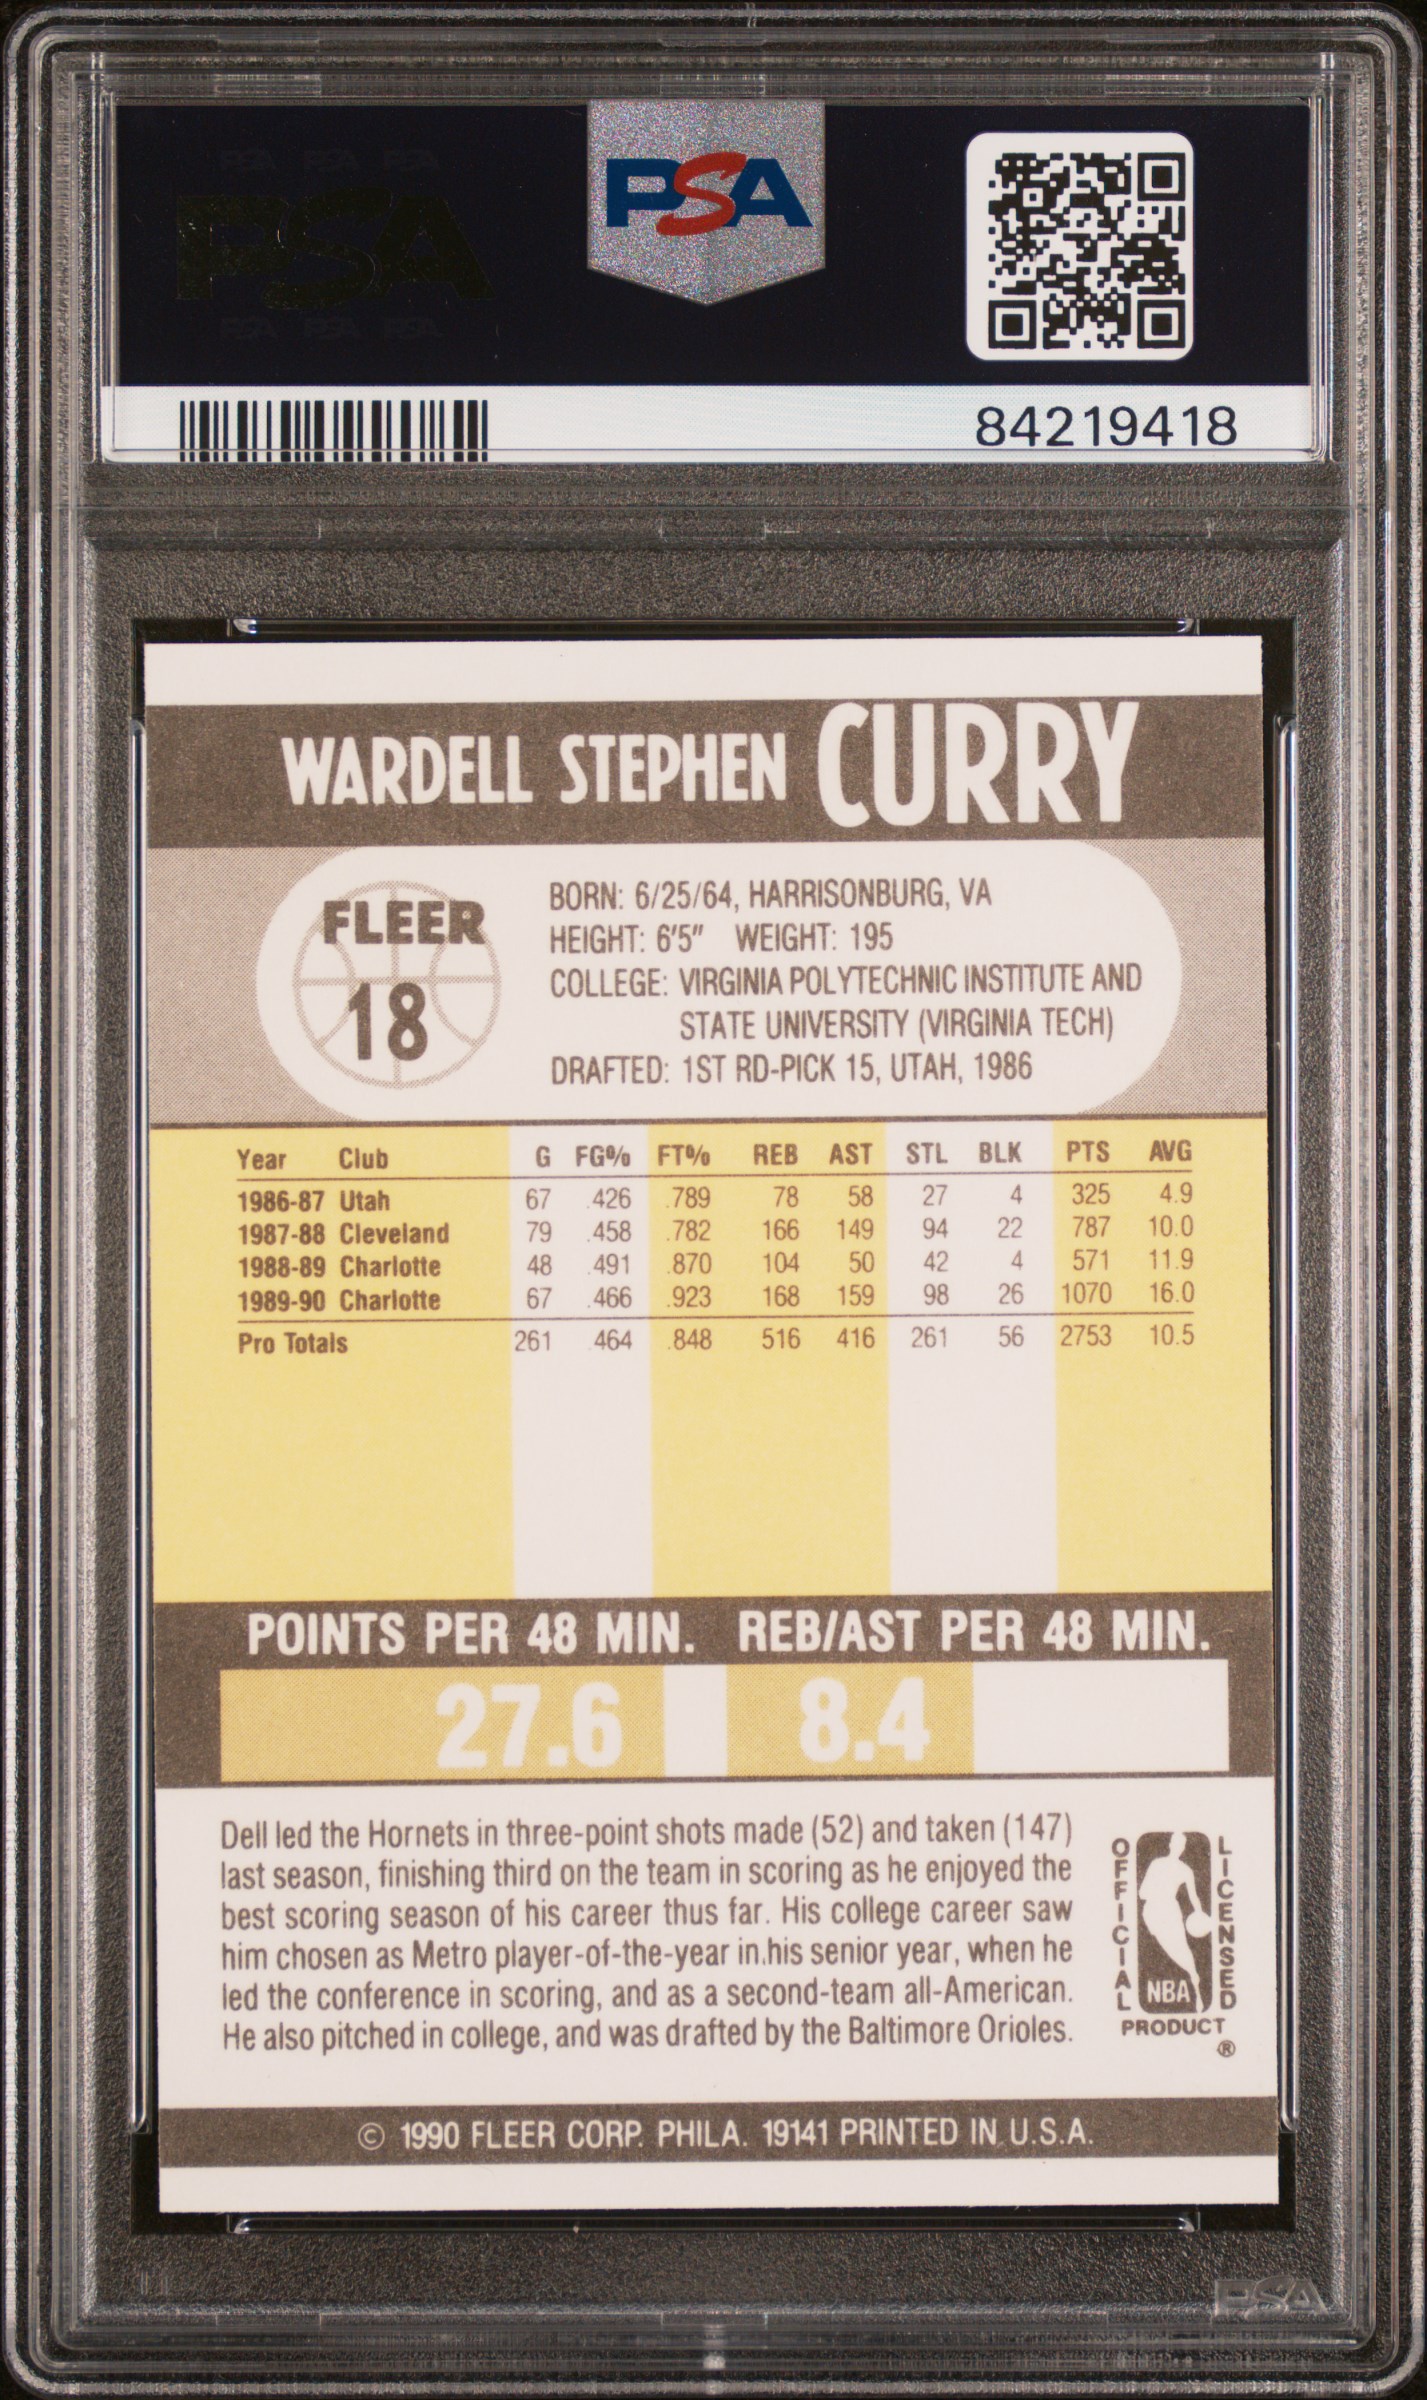 PSA PSA PSA
PSA
PSA PSA PSA
PSA
84219418
WARDELL STEPHEN CURRY
FLEER
18
BORN: 6/25/64, HARRISONBURG, VA
HEIGHT: 6'5" WEIGHT: 195
COLLEGE: VIRGINIA POLYTECHNIC INSTITUTE AND
STATE UNIVERSITY (VIRGINIA TECH)
DRAFTED: 1ST RD-PICK 15, UTAH, 1986
Year Club G FG% FT% REB AST STL BLK PTS AVG
1986-87 Utah 67 .426 .789 78 58 27 4 325 4.9
1987-88 Cleveland 79 .458 .782 166 149 94 22 787 10.0
1988-89 Charlotte 48 .491 .870 104 50 42 4 571 11.9
1989-90 Charlotte 67 .466 .923 168 159 98 26 1070 16.0
Pro Totals 261 .464 .848 516 416 261 56 2753 10.5
POINTS PER 48 MIN. REB/AST PER 48 MIN.
27.6 8.4
Dell led the Hornets in three-point shots made (52) and taken (147)
last season, finishing third on the team in scoring as he enjoyed the
best scoring season of his career thus far. His college career saw
him chosen as Metro player-of-the-year in.his senior year, when he
led the conference in scoring, and as a second-team all-American.
He also pitched in college, and was drafted by the Baltimore Orioles.
OFFICIAL LICENSED
NBA
PRODUCT
®
© 1990 FLEER CORP. PHILA. 19141 PRINTED IN U.S.A.
PSA